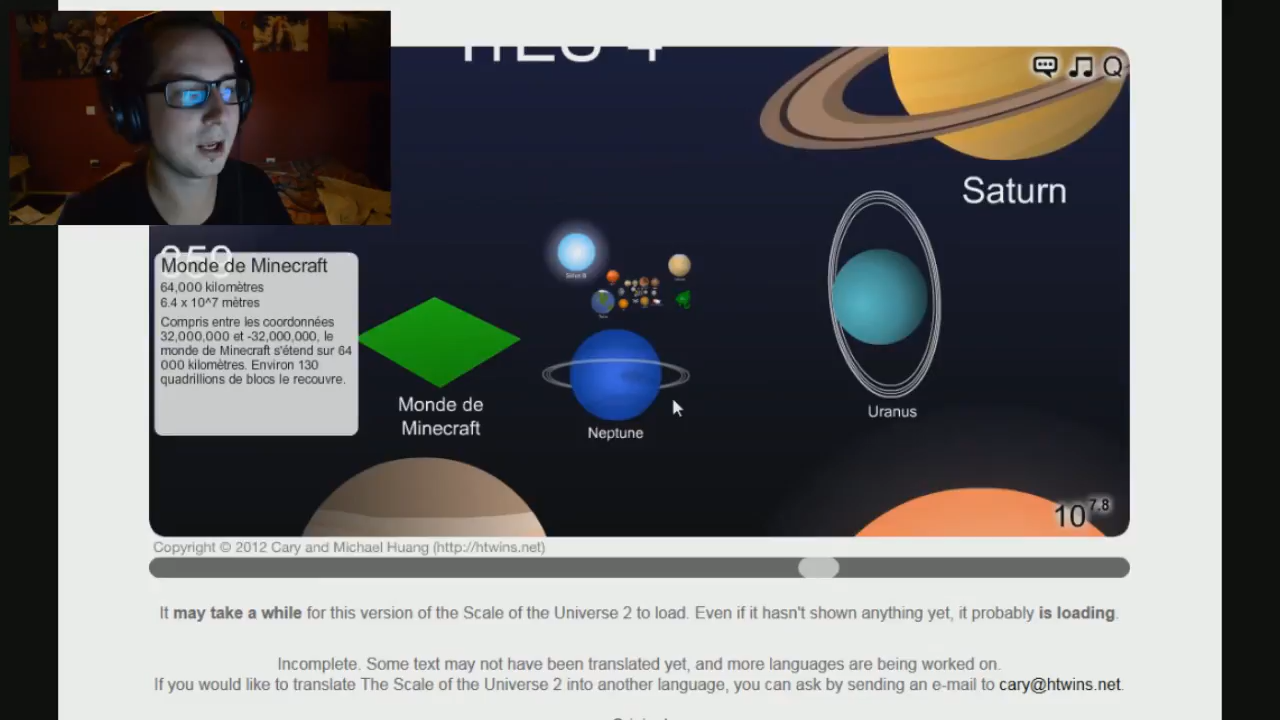 Saturn
Monde de Minecraft
64,000 kilomètres
6.4 x 10^7 mètres
Compris entre les coordonnées
32,000,000 et -32,000,000, le
monde de Minecraft s'étend sur 64
000 kilomètres. Environ 130
quadrillions de blocs le recouvre.
Monde de
Minecraft
Neptune
Uranus
10^7.8
Copyright © 2012 Cary and Michael Huang (http://htwins.net)
It may take a while for this version of the Scale of the Universe 2 to load. Even if it hasn't shown anything yet, it probably is loading.
Incomplete. Some text may not have been translated yet, and more languages are being worked on.
If you would like to translate The Scale of the Universe 2 into another language, you can ask by sending an e-mail to cary@htwins.net.